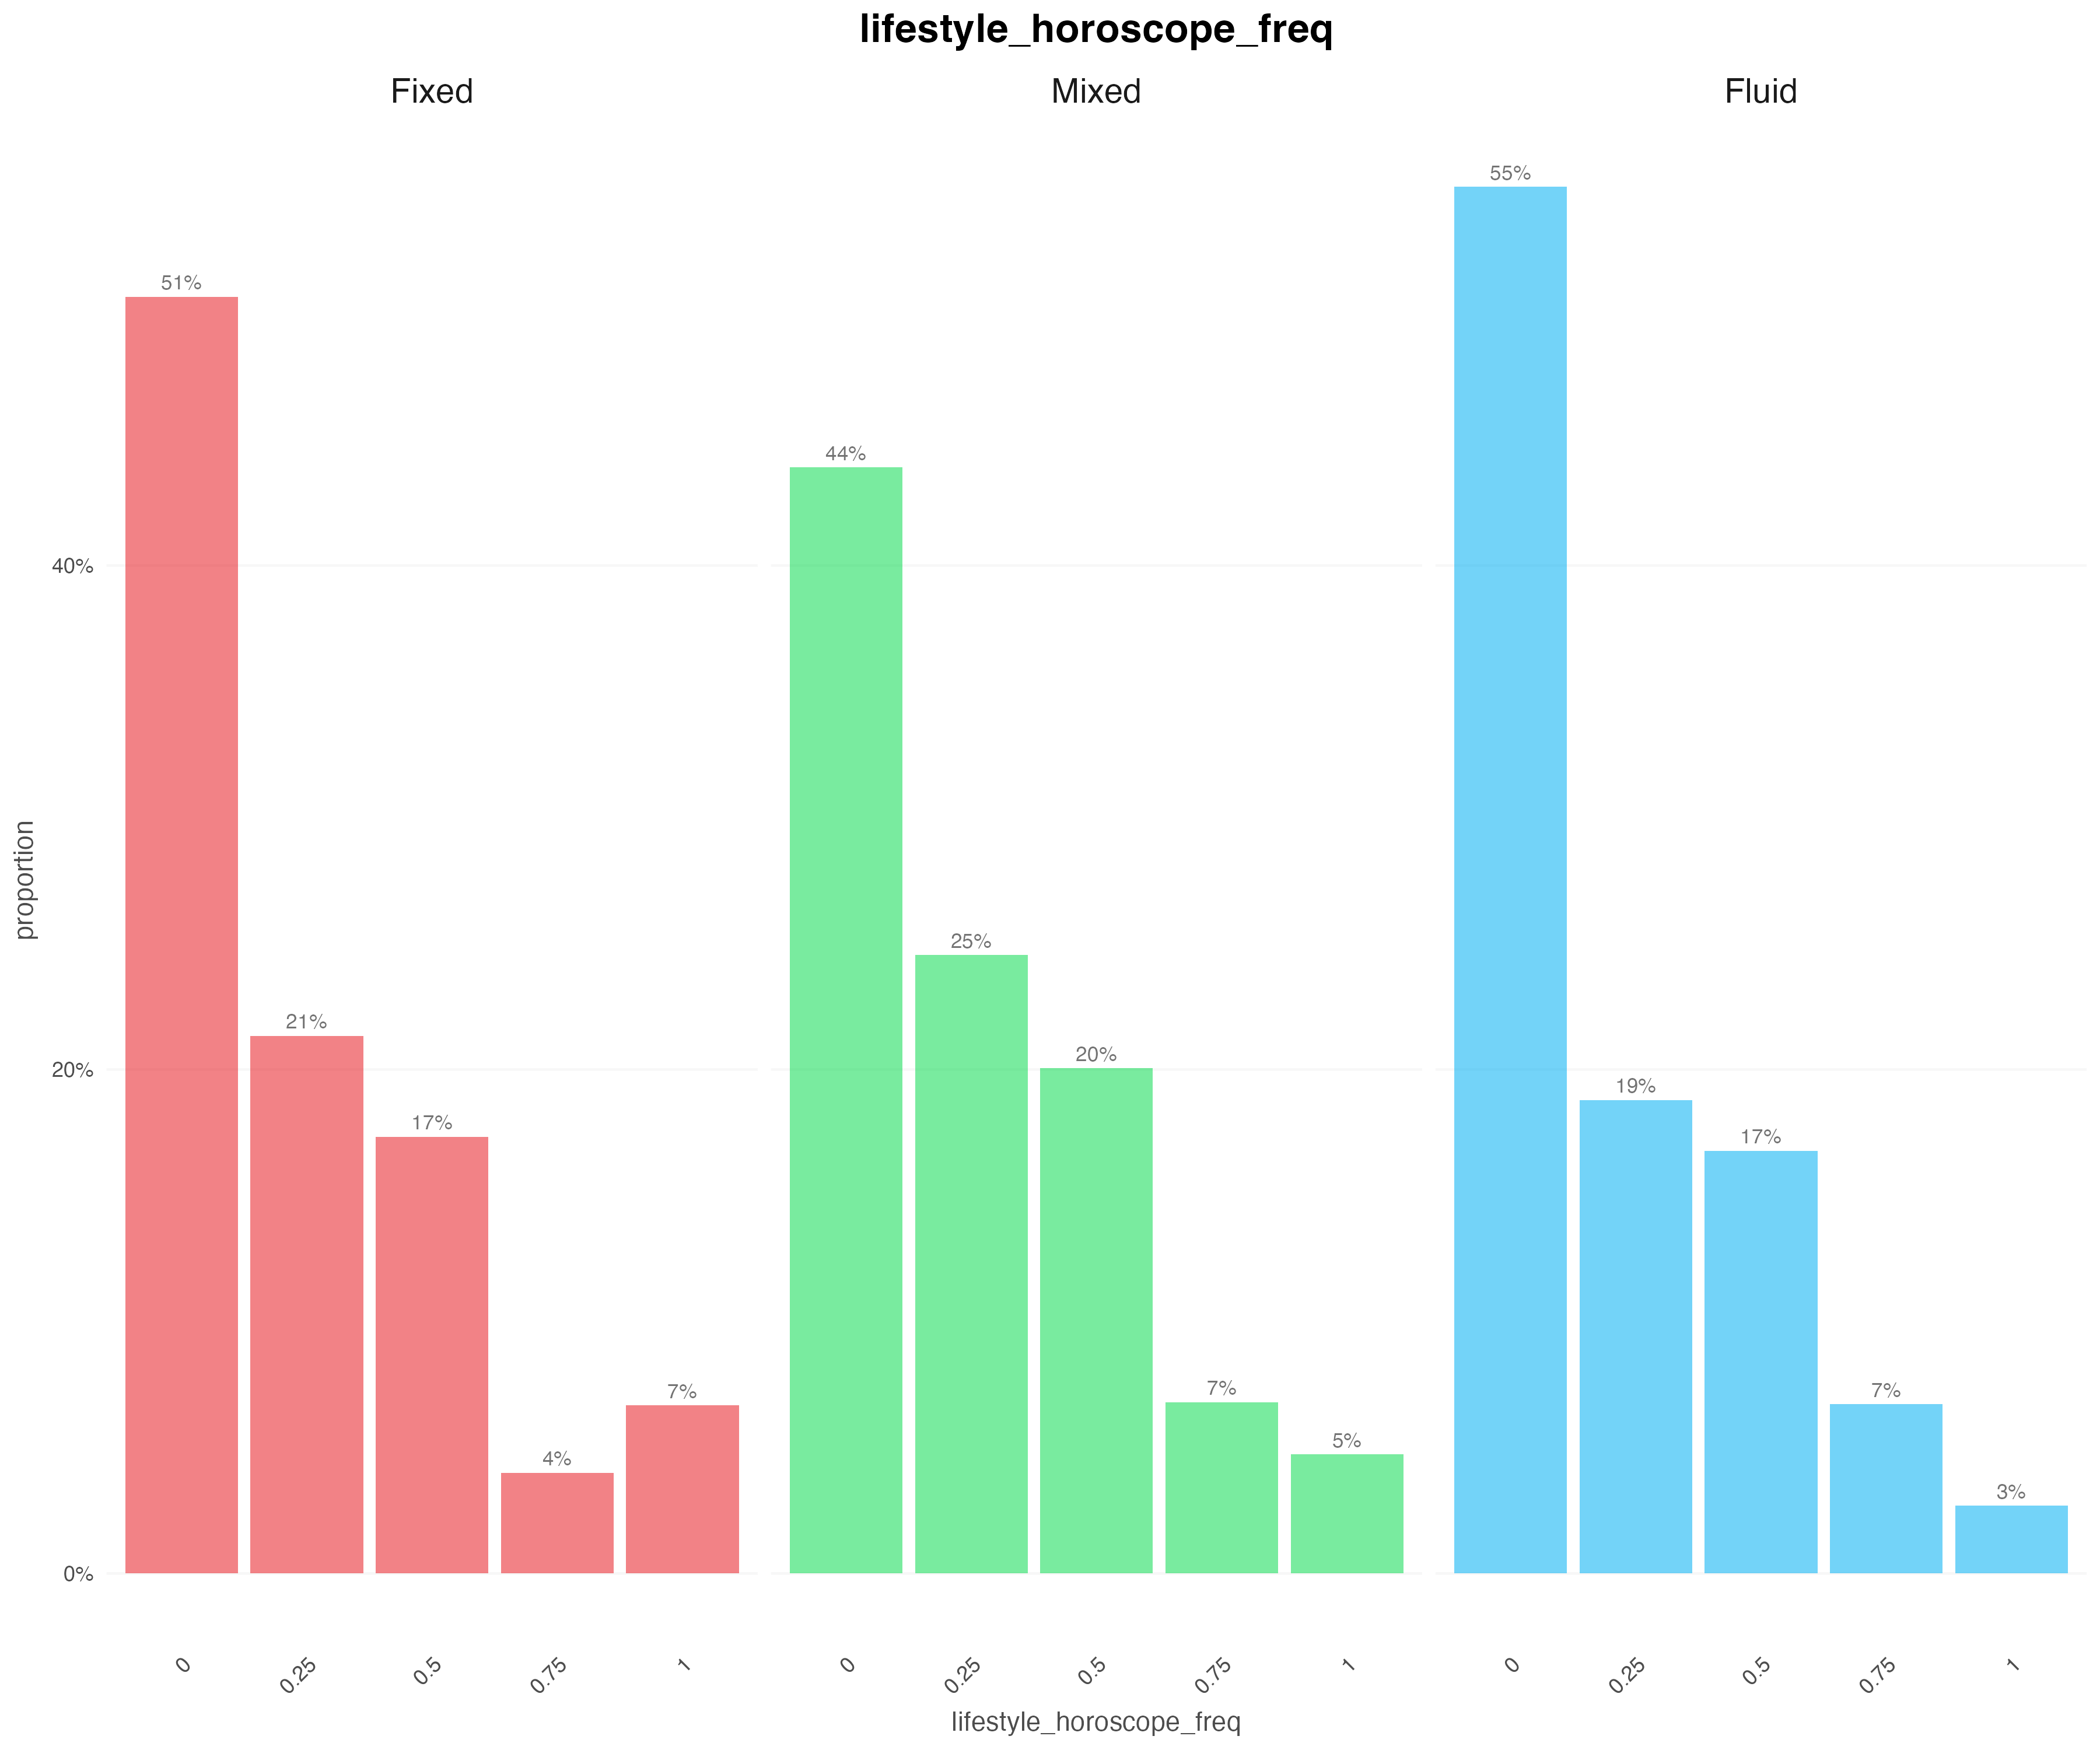 lifestyle_horoscope_freq
Fixed
Mixed
Fluid
55%
51%
44%
40%
25%
21%
20%
20%
19%
17%
17%
7%
7%
7%
5%
4%
3%
0%
proportion
0 0.25 0.5 0.75 1
0 0.25 0.5 0.75 1
0 0.25 0.5 0.75 1
lifestyle_horoscope_freq